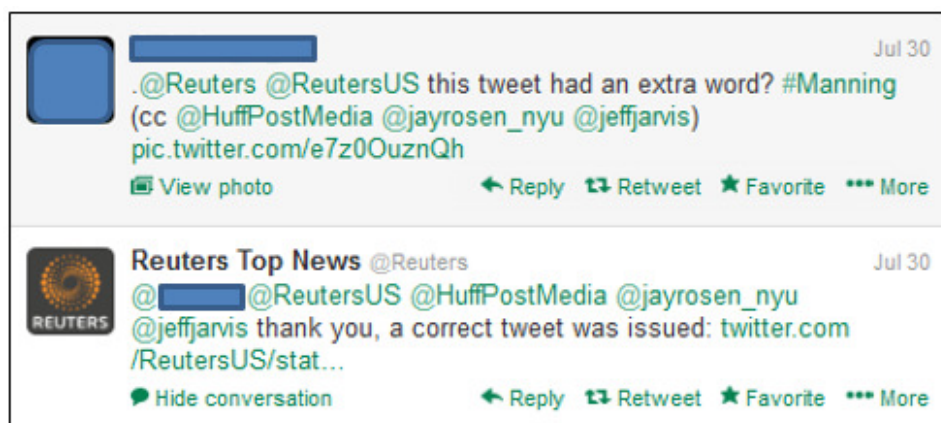 Jul 30
.@Reuters @ReutersUS this tweet had an extra word? #Manning
(cc @HuffPostMedia @jayrosen_nyu @jeffjarvis)
pic.twitter.com/e7z0OuznQh
View photo Reply Retweet Favorite More
Reuters Top News @Reuters Jul 30
@ @ReutersUS @HuffPostMedia @jayrosen_nyu
@jeffjarvis thank you, a correct tweet was issued: twitter.com
/ReutersUS/stat...
REUTERS
Hide conversation Reply Retweet Favorite More